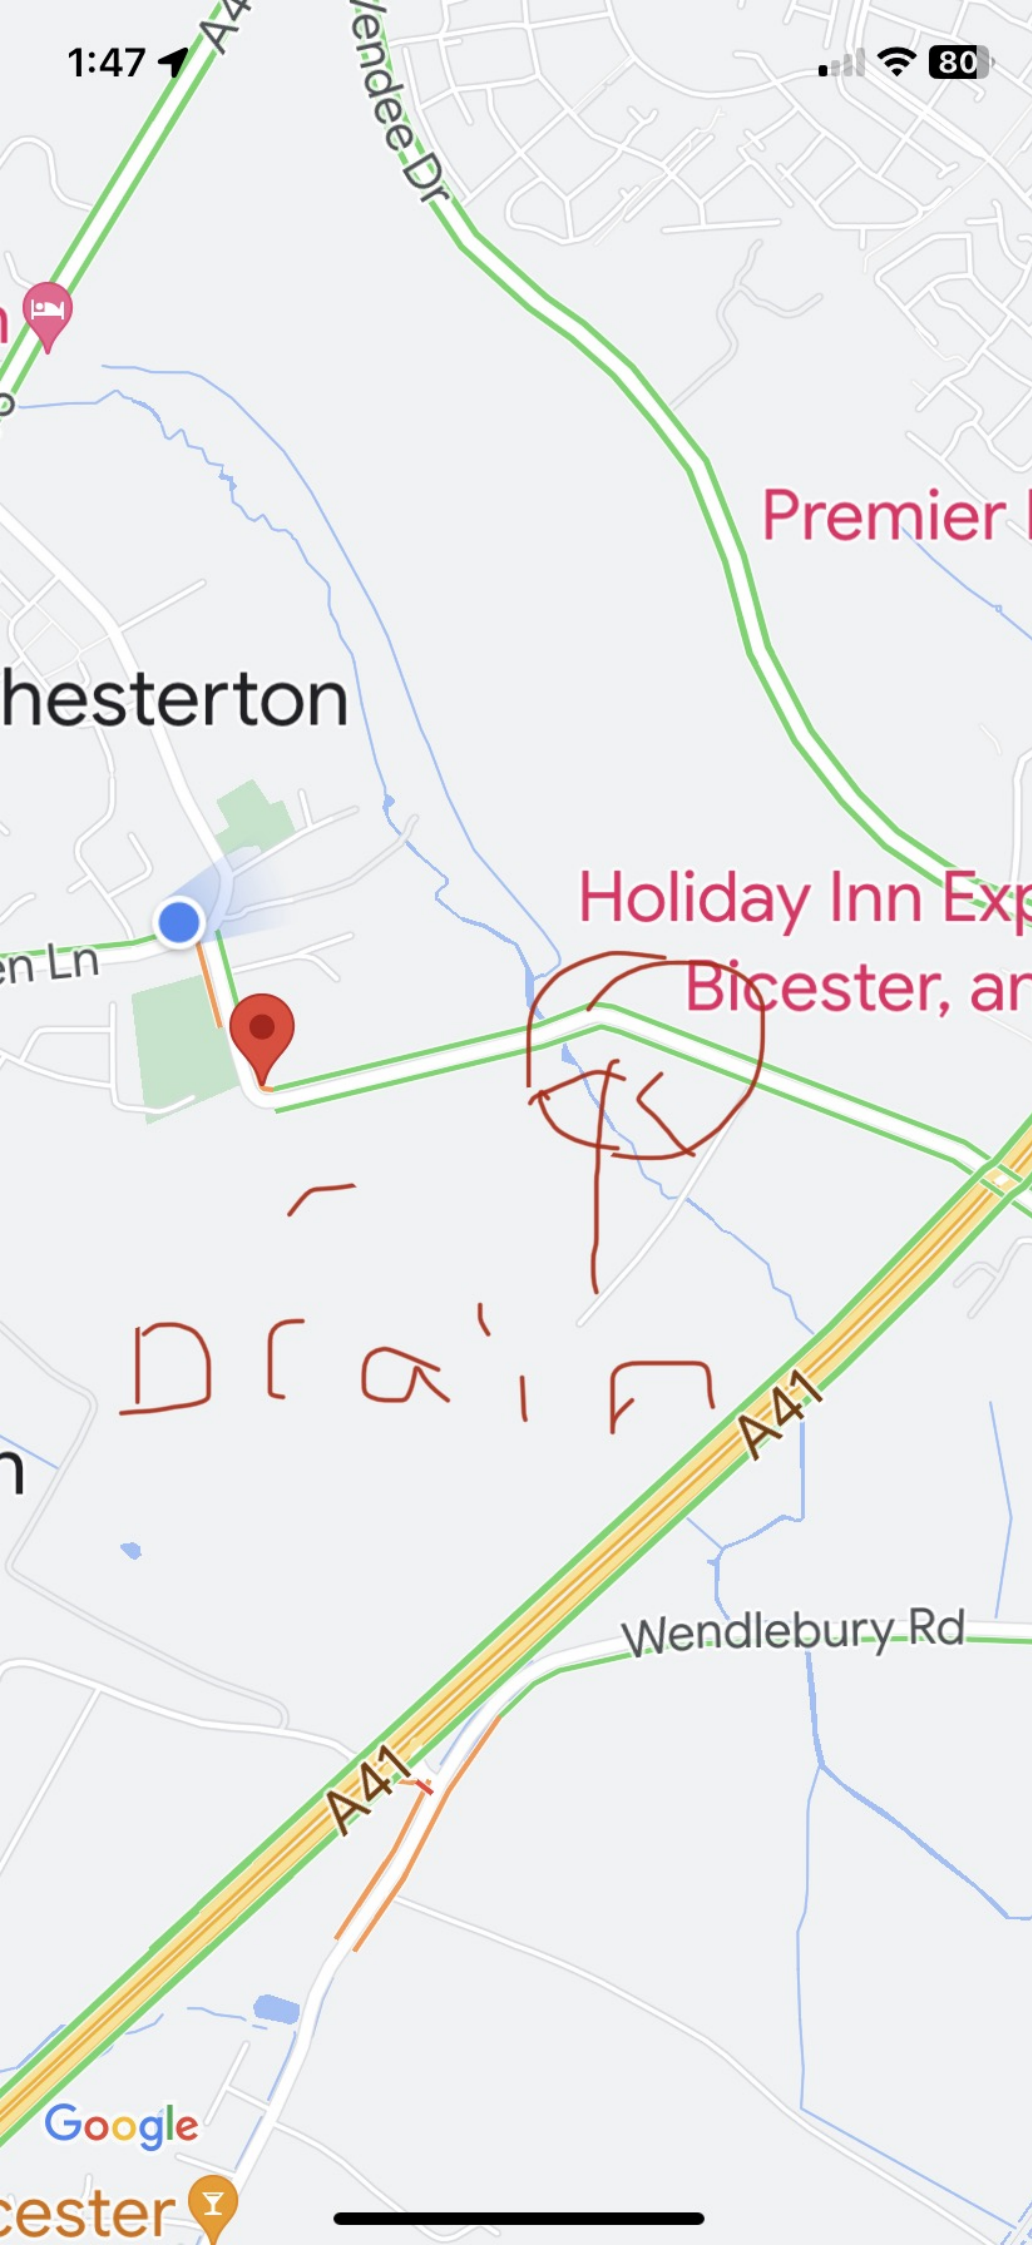 1:47
80
A4
Vendee Dr
Premier
hesterton
Holiday Inn Exp
Bicester, an
en Ln
Drain
A41
n
Wendlebury Rd
A41
Google
cester